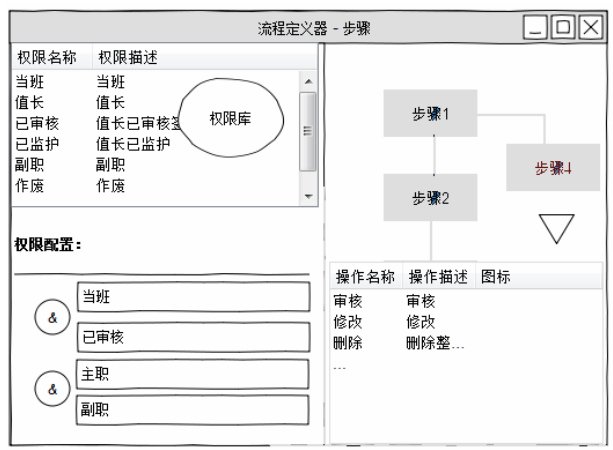 流程定义器 - 步骤
权限名称 权限描述
当班 当班
值长 值长
已审核 值长已审核
已监护 值长已监护
副职 副职
作废 作废
权限库
权限配置：
&
当班
已审核
&
主职
副职
步骤1
步骤4
步骤2
操作名称 操作描述 图标
审核 审核
修改 修改
删除 删除整...
...